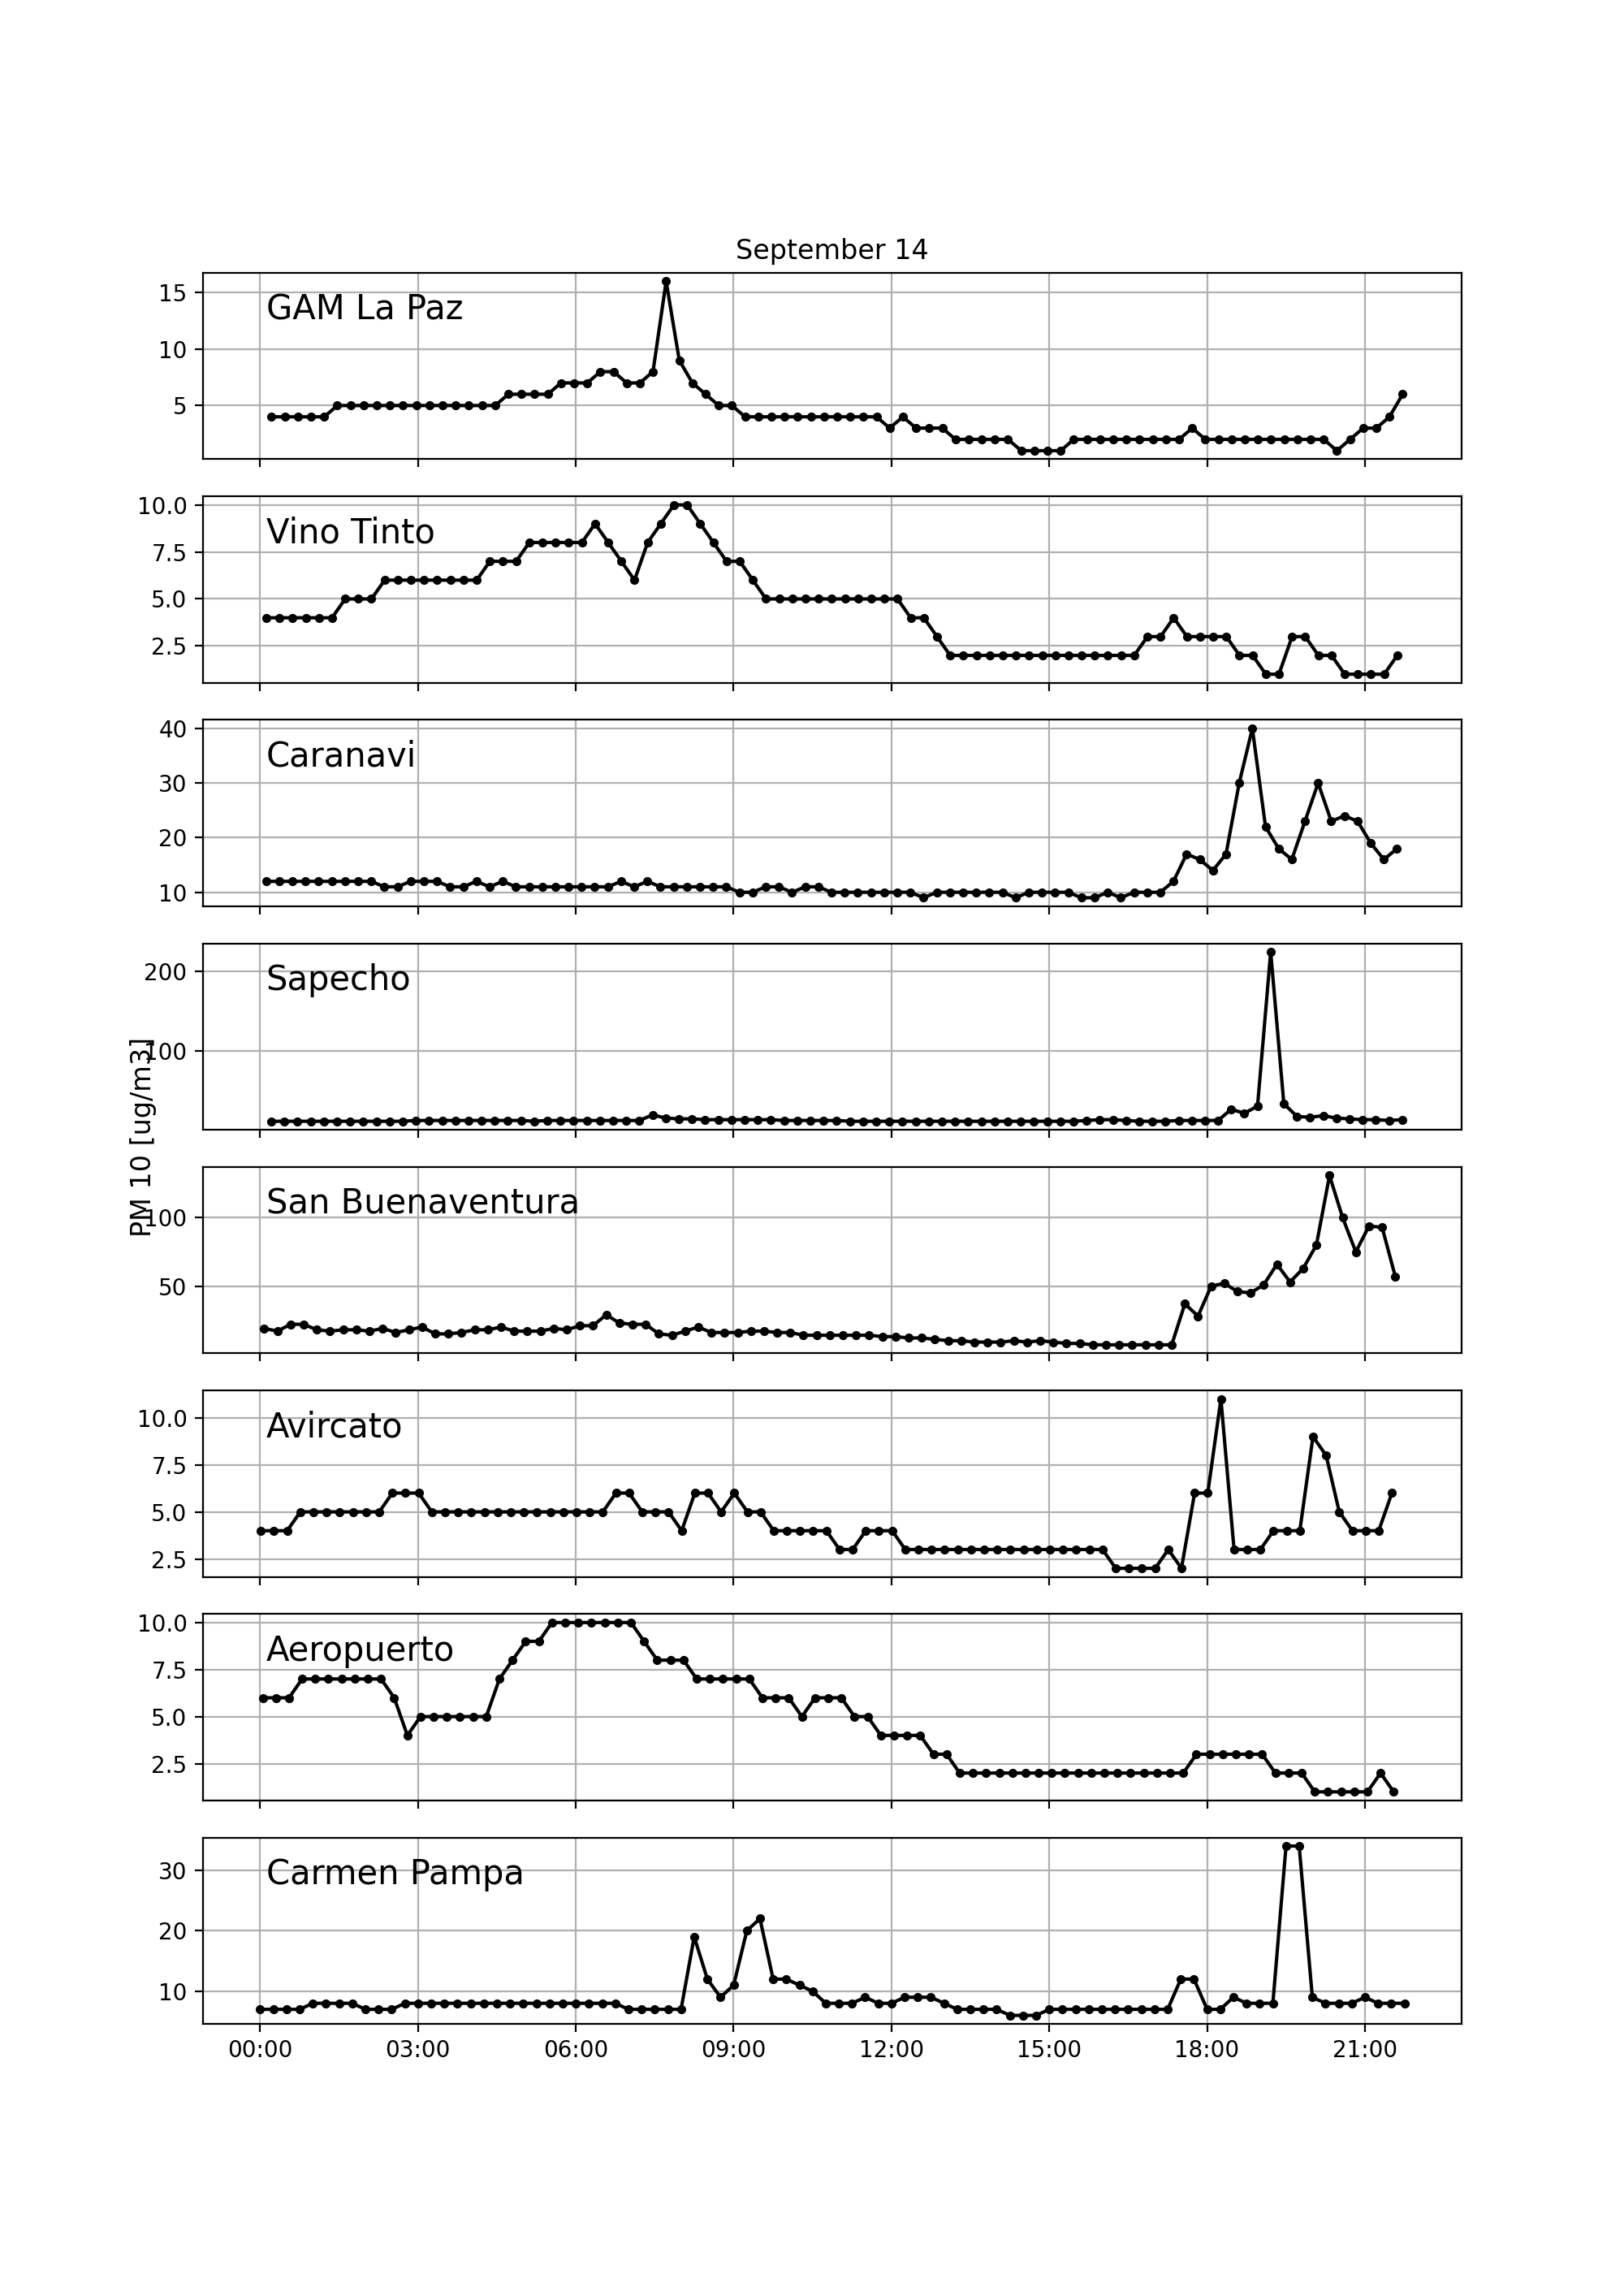 September 14
PM 10 [ug/m3]
GAM La Paz
15
10
5
Vino Tinto
10.0
7.5
5.0
2.5
Caranavi
40
30
20
10
Sapecho
200
100
San Buenaventura
100
50
Avircato
10.0
7.5
5.0
2.5
Aeropuerto
10.0
7.5
5.0
2.5
Carmen Pampa
30
20
10
00:00 03:00 06:00 09:00 12:00 15:00 18:00 21:00